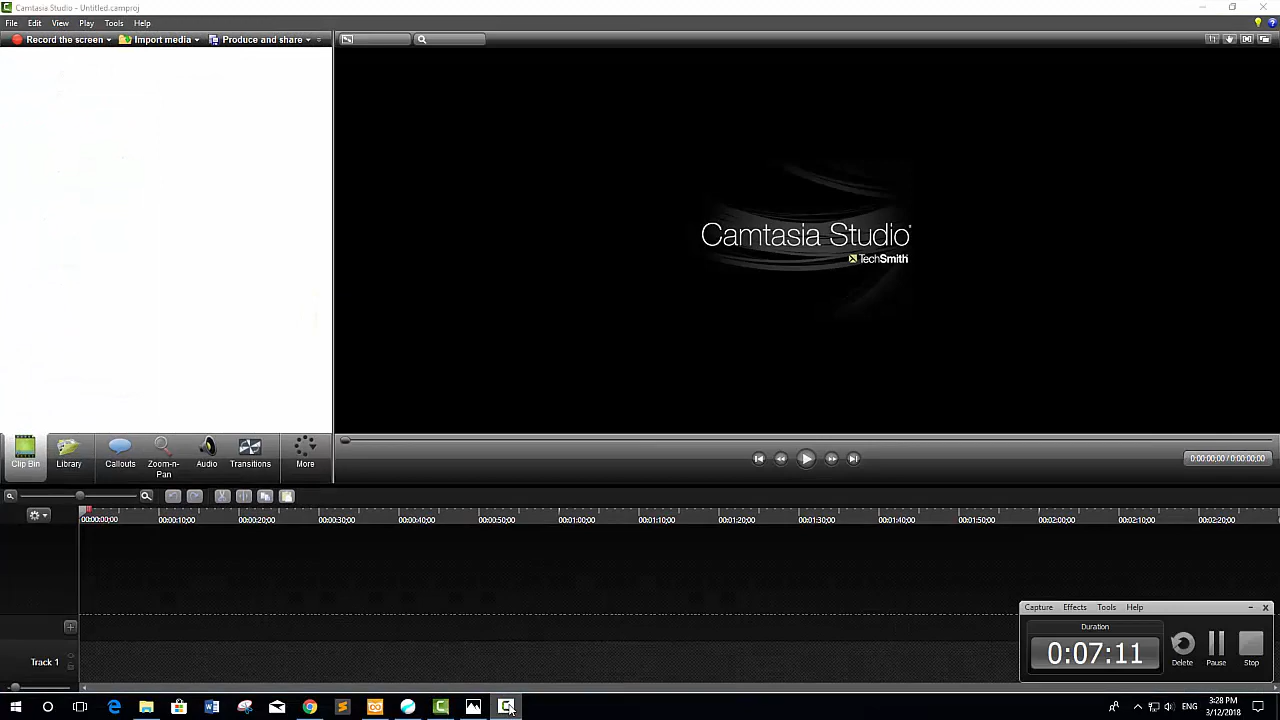 Camtasia Studio - Untitled.camproj
File Edit View Play Tools Help
Record the screen Import media Produce and share
Camtasia Studio
TechSmith
Clip Bin Library Callouts Zoom-n-Pan Audio Transitions More
0:00:00;00 / 0:00:00;00
00:00:00;00 00:00:10;00 00:00:20;00 00:00:30;00 00:00:40;00 00:00:50;00 00:01:00;00 00:01:10;00 00:01:20;00 00:01:30;00 00:01:40;00 00:01:50;00 00:02:00;00 00:02:10;00 00:02:20;00
Capture Effects Tools Help
Duration
0:07:11
Delete Pause Stop
Track 1
ENG
3:28 PM
3/12/2018